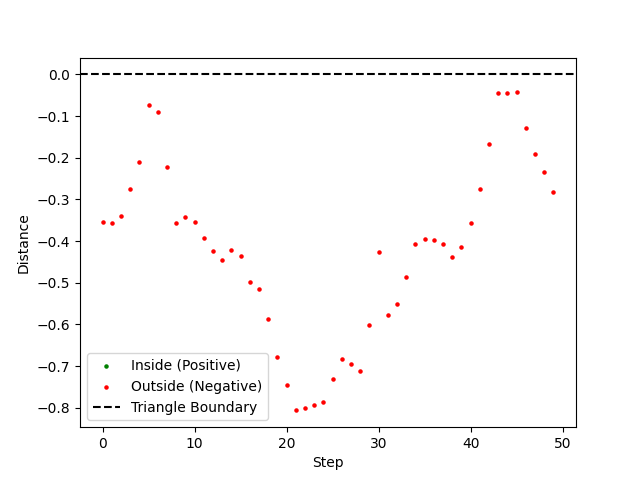 0.0
−0.1
−0.2
−0.3
−0.4
−0.5
−0.6
−0.7
−0.8
Distance
Inside (Positive)
Outside (Negative)
Triangle Boundary
0 10 20 30 40 50
Step